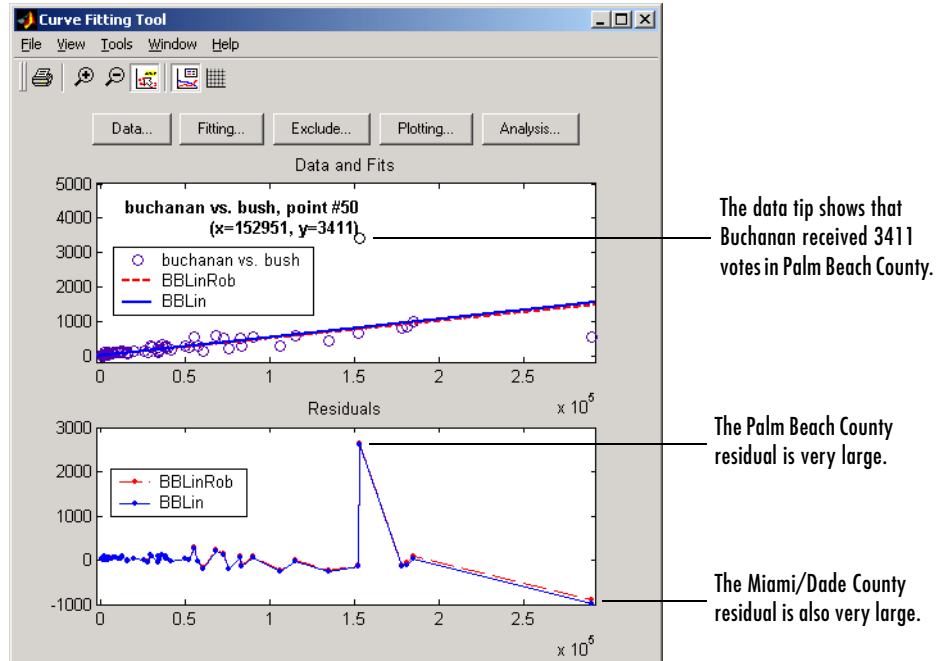 Curve Fitting Tool
File View Tools Window Help
Data... Fitting... Exclude... Plotting... Analysis...
Data and Fits
5000
4000
3000
2000
1000
0
buchanan vs. bush, point #50
(x=152951, y=3411)
buchanan vs. bush
BBLinRob
BBLin
0 0.5 1 1.5 2 2.5
x 10^5
The data tip shows that
Buchanan received 3411
votes in Palm Beach County.
Residuals
3000
2000
1000
0
-1000
BBLinRob
BBLin
0 0.5 1 1.5 2 2.5
x 10^5
The Palm Beach County
residual is very large.
The Miami/Dade County
residual is also very large.